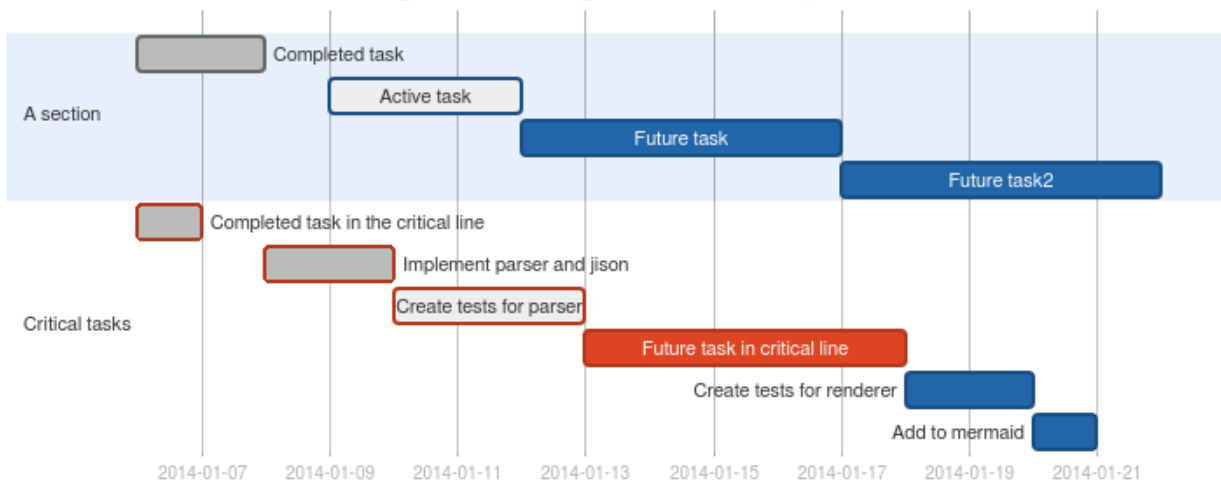 Completed task
Active task
A section
Future task
Future task2
Completed task in the critical line
Implement parser and jison
Create tests for parser
Critical tasks
Future task in critical line
Create tests for renderer
Add to mermaid
2014-01-07 2014-01-09 2014-01-11 2014-01-13 2014-01-15 2014-01-17 2014-01-19 2014-01-21